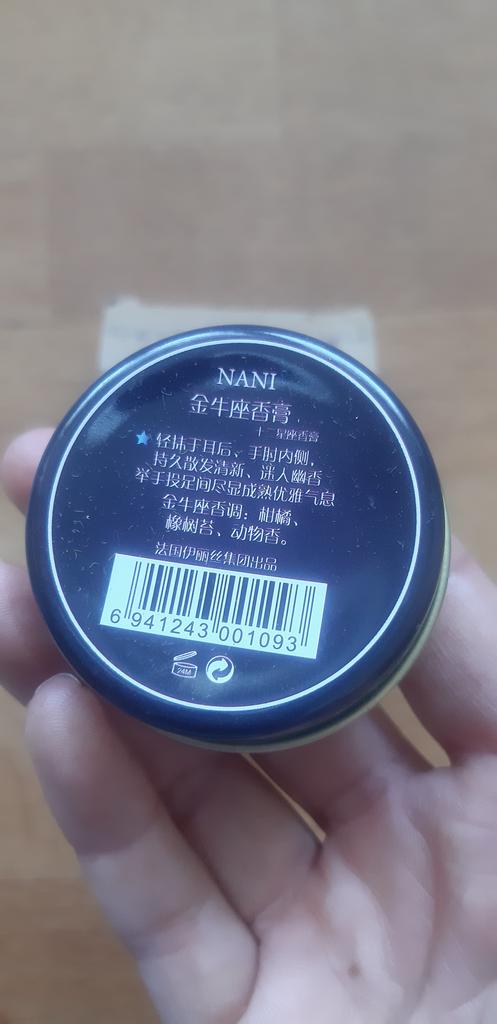 NANI
金牛座香膏
十二星座香膏
轻抹于耳后、手肘内侧,
持久散发清新、迷人幽香
举手投足间尽显成熟优雅气息
金牛座香调：柑橘、
橡树苔、动物香。
法国伊丽丝集团出品
6 941243 001093
24M